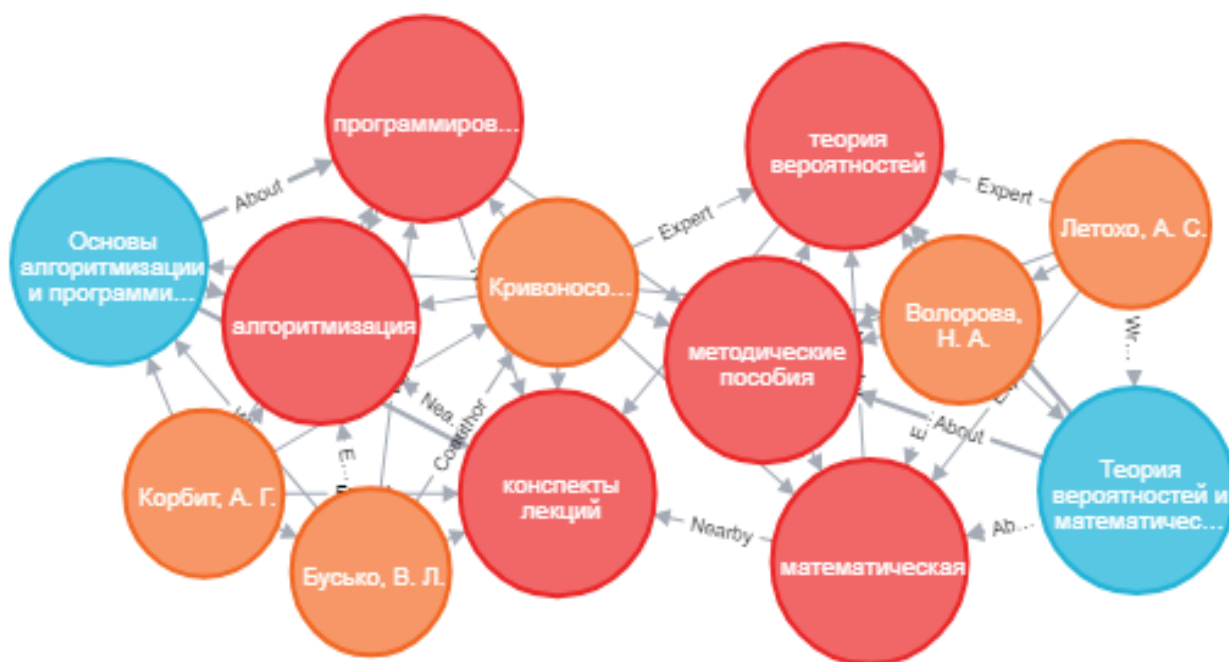 программиров...
теория
вероятностей
About
Expert
Expert
Летохо, А. С.
Основы
алгоритмизации
и программи...
Кривоносо...
алгоритмизация
Волорова,
Н. А.
методические
пособия
Wr...
Nea...
Coauthor
About
E...
Корбит, А. Г.
конспекты
лекций
Теория
вероятностей и
математичес...
Nearby
Ab...
Бусько, В. Л.
математическая